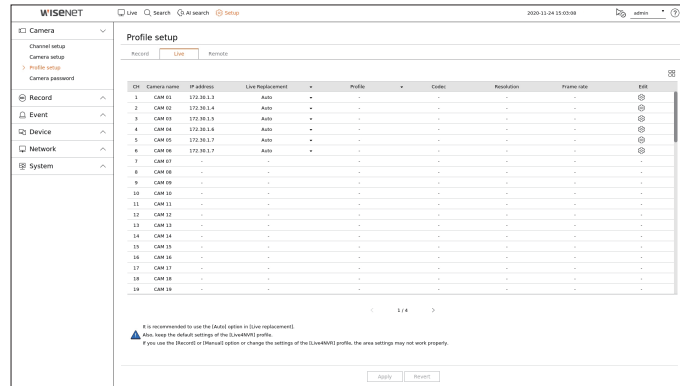 WISENET
Live Search AI search Setup 2020-11-24 15:03:08 admin
Camera
Channel setup
Camera setup
> Profile setup
Camera password
Record
Event
Device
Network
System
Profile setup
Record Live Remote
CH Camera name IP address Live Replacement Profile Codec Resolution Frame rate Edit
1 CAM 01 172.30.1.3 Auto - - - -
2 CAM 02 172.30.1.4 Auto - - - -
3 CAM 03 172.30.1.5 Auto - - - -
4 CAM 04 172.30.1.6 Auto - - - -
5 CAM 05 172.30.1.7 Auto - - - -
6 CAM 06 172.30.1.7 Auto - - - -
7 CAM 07 - - - - - - -
8 CAM 08 - - - - - - -
9 CAM 09 - - - - - - -
10 CAM 10 - - - - - - -
11 CAM 11 - - - - - - -
12 CAM 12 - - - - - - -
13 CAM 13 - - - - - - -
14 CAM 14 - - - - - - -
15 CAM 15 - - - - - - -
16 CAM 16 - - - - - - -
17 CAM 17 - - - - - - -
18 CAM 18 - - - - - - -
19 CAM 19 - - - - - - -
< 1 / 4 >
It is recommended to use the [Auto] option in [Live replacement].
Also, keep the default settings of the [Live4NVR] profile.
If you use the [Record] or [Manual] option or change the settings of the [Live4NVR] profile, the area settings may not work properly.
Apply Revert